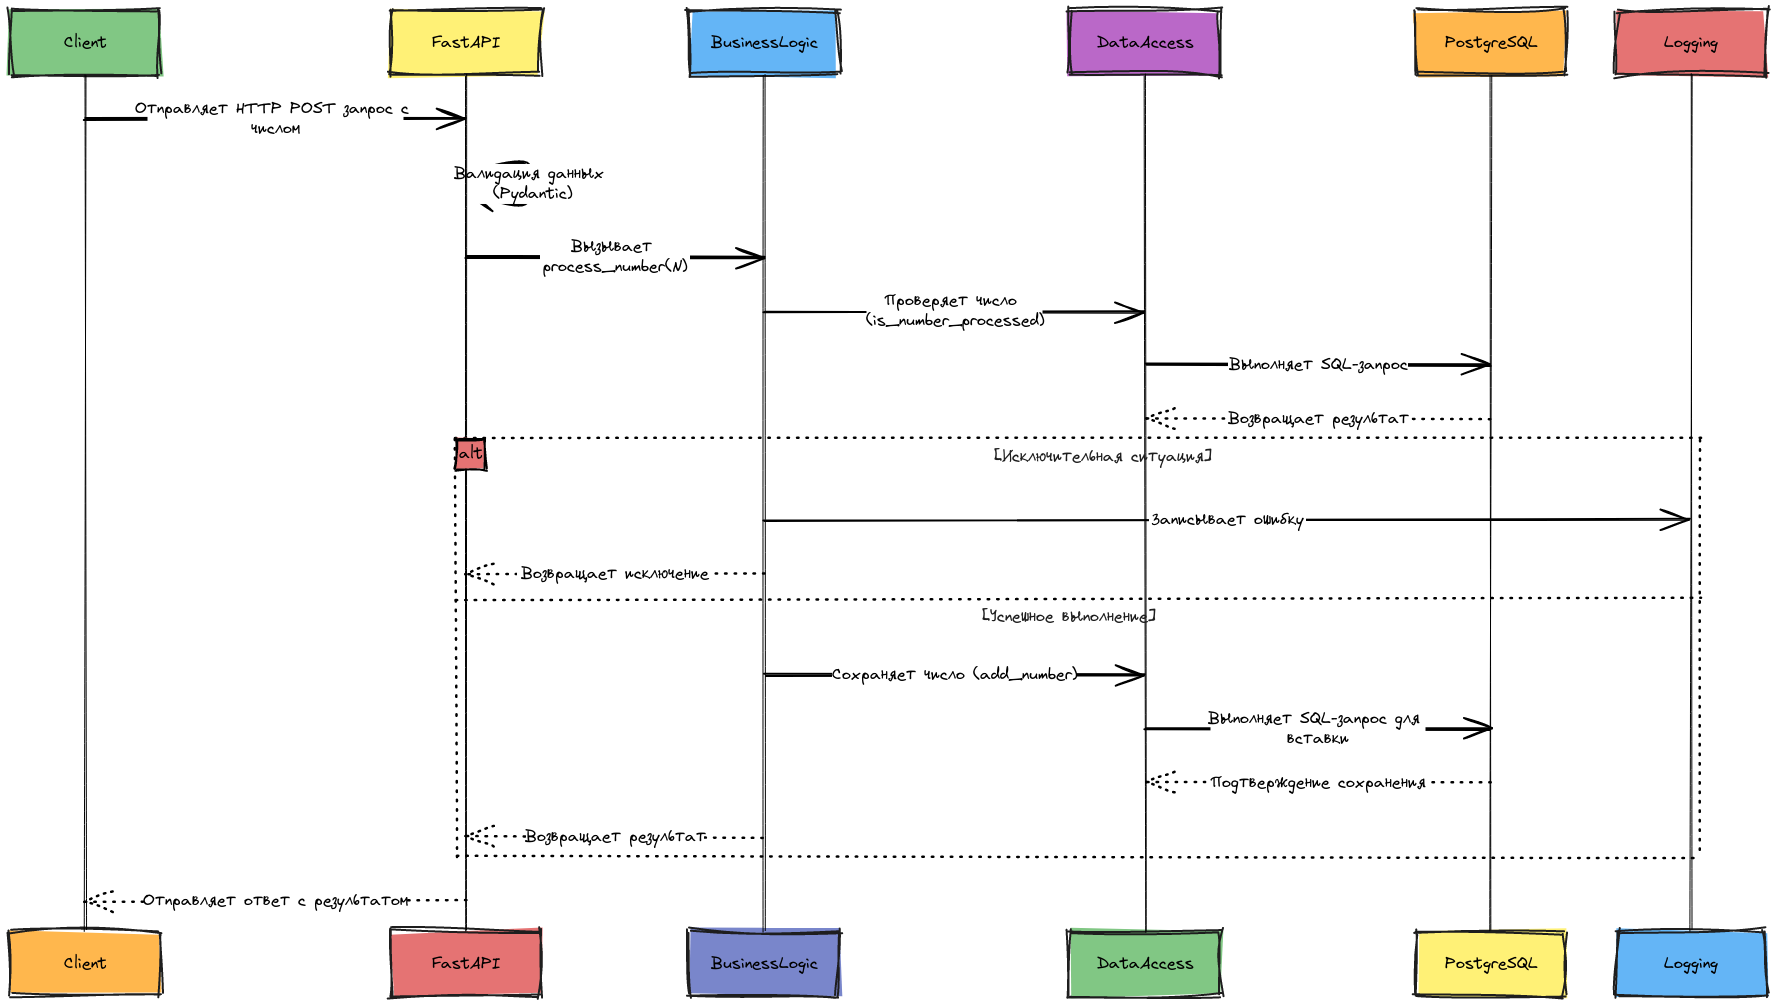 Client
FastAPI
BusinessLogic
DataAccess
PostgreSQL
Logging
Отправляет HTTP POST запрос с
числом
Валидация данных
(Pydantic)
Вызывает
process_number(N)
Проверяет число
(is_number_processed)
Выполняет SQL-запрос
Возвращает результат
alt
[Исключительная ситуация]
Записывает ошибку
Возвращает исключение
[Успешное выполнение]
Сохраняет число (add_number)
Выполняет SQL-запрос для
вставки
Подтверждение сохранения
Возвращает результат
Отправляет ответ с результатом
Client
FastAPI
BusinessLogic
DataAccess
PostgreSQL
Logging